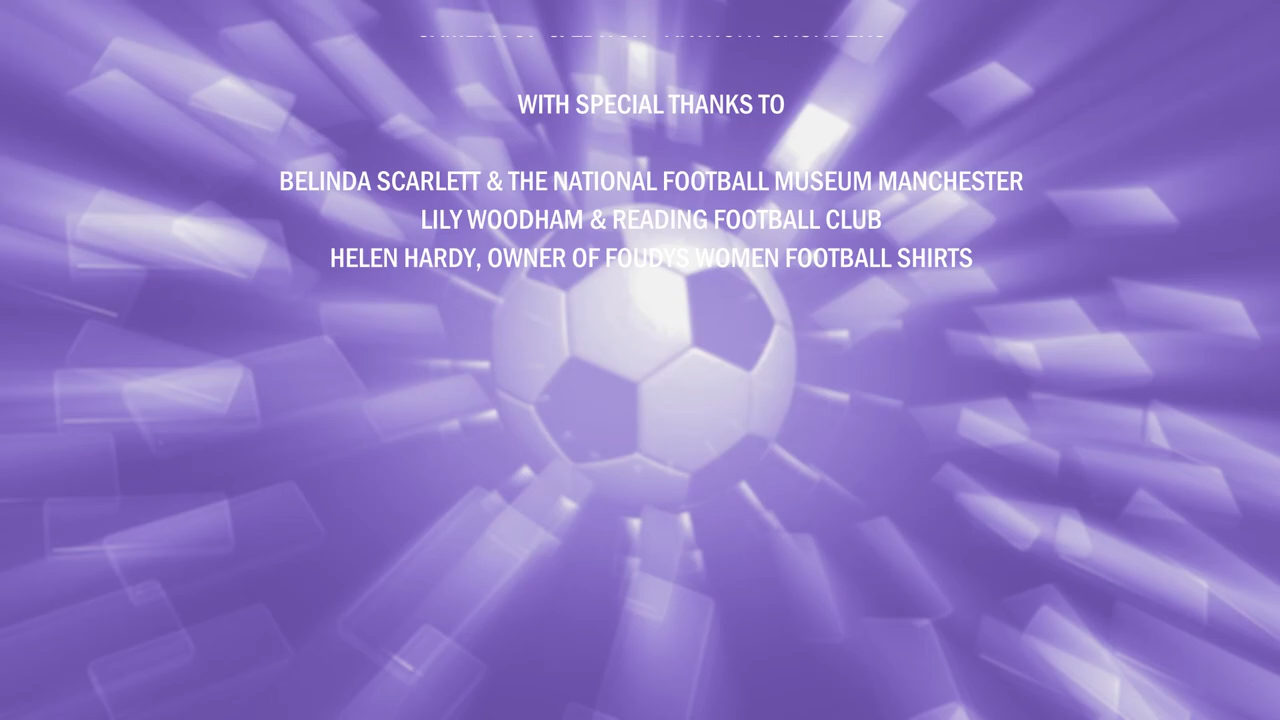 WITH SPECIAL THANKS TO
BELINDA SCARLETT & THE NATIONAL FOOTBALL MUSEUM MANCHESTER
LILY WOODHAM & READING FOOTBALL CLUB
HELEN HARDY, OWNER OF FOUDYS WOMEN FOOTBALL SHIRTS